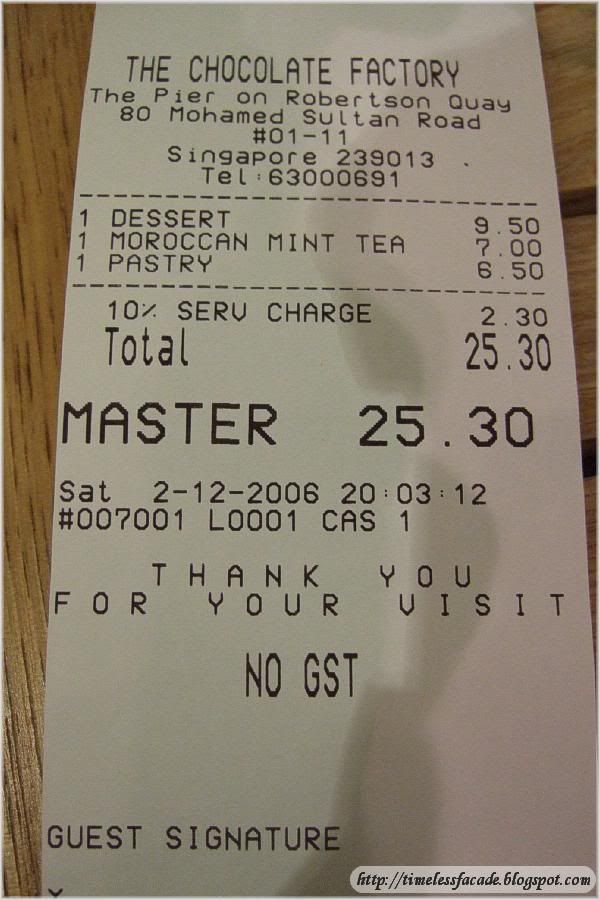 THE CHOCOLATE FACTORY
The Pier on Robertson Quay
80 Mohamed Sultan Road
#01-11
Singapore 239013
Tel:63000691
1 DESSERT 9.50
1 MOROCCAN MINT TEA 7.00
1 PASTRY 6.50
10% SERV CHARGE 2.30
Total 25.30
MASTER 25.30
Sat 2-12-2006 20:03:12
#007001 L0001 CAS 1
THANK YOU
FOR YOUR VISIT
NO GST
GUEST SIGNATURE
http://timelessfacade.blogspot.com